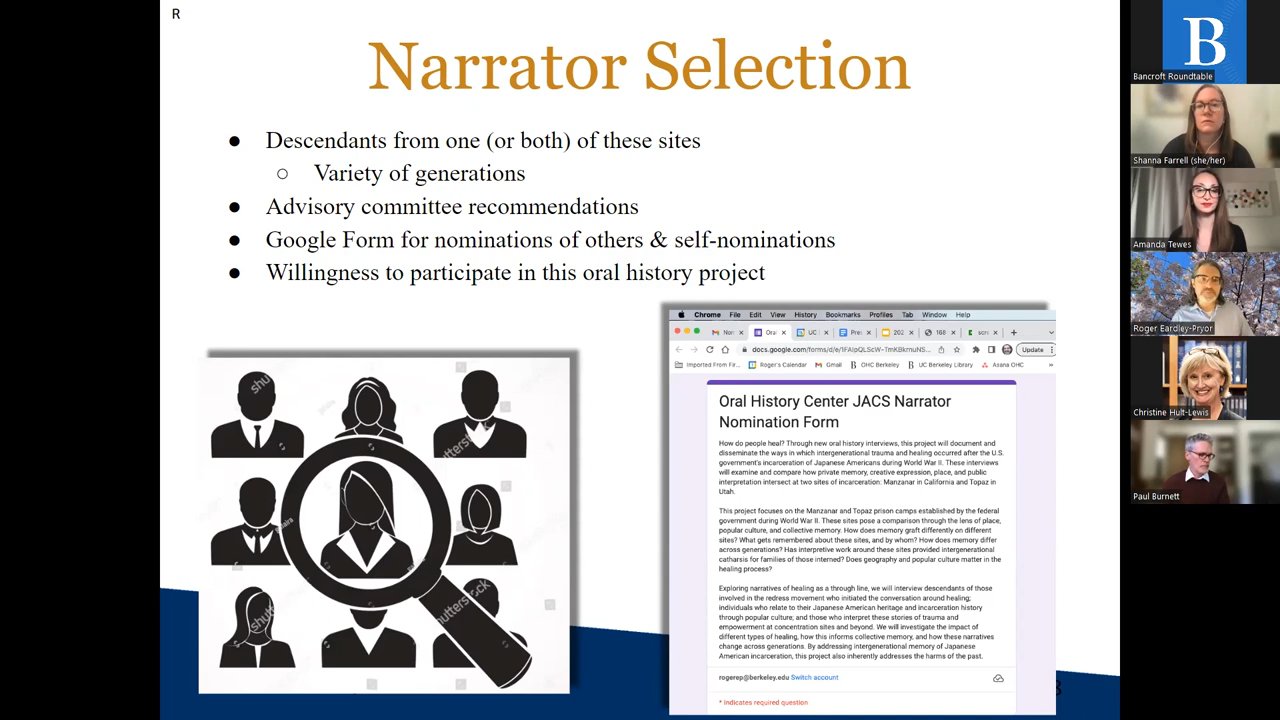 R
Narrator Selection
● Descendants from one (or both) of these sites
○ Variety of generations
● Advisory committee recommendations
● Google Form for nominations of others & self-nominations
● Willingness to participate in this oral history project
shutterstock
shutterstock
shutterstock
Chrome File Edit View History Bookmarks Profiles Tab Window Help
docs.google.com/forms/d/e/
Update
Imported From Fir... Roger's Calendar Gmail OHC Berkeley UC Berkeley Library Asana OHC »
Oral History Center JACS Narrator
Nomination Form
How do people heal? Through new oral history interviews, this project will document and
disseminate the ways in which intergenerational trauma and healing occurred after the U.S.
government's incarceration of Japanese Americans during World War II. These interviews
will examine and compare how private memory, creative expression, place, and public
interpretation intersect at two sites of incarceration: Manzanar in California and Topaz in
Utah.
This project focuses on the Manzanar and Topaz prison camps established by the federal
government during World War II. These sites pose a comparison through the lens of place,
popular culture, and collective memory. How does memory graft differently on different
sites? What gets remembered about these sites, and by whom? How does memory differ
across generations? Has interpretive work around these sites provided intergenerational
catharsis for families of those interned? Does geography and popular culture matter in the
healing process?
Exploring narratives of healing as a through line, we will interview descendants of those
involved in the redress movement who initiated the conversation around healing;
individuals who relate to their Japanese American heritage and incarceration history
through popular culture; and those who interpret these stories of trauma and
empowerment at concentration sites and beyond. We will investigate the impact of
different types of healing, how this informs collective memory, and how these narratives
change across generations. By addressing intergenerational memory of Japanese
American incarceration, this project also inherently addresses the harms of the past.
rogerep@berkeley.edu Switch account
* Indicates required question
B
Bancroft Roundtable
Shanna Farrell (she/her)
Amanda Tewes
Roger Eardley-Pryor
Christine Hult-Lewis
Paul Burnett